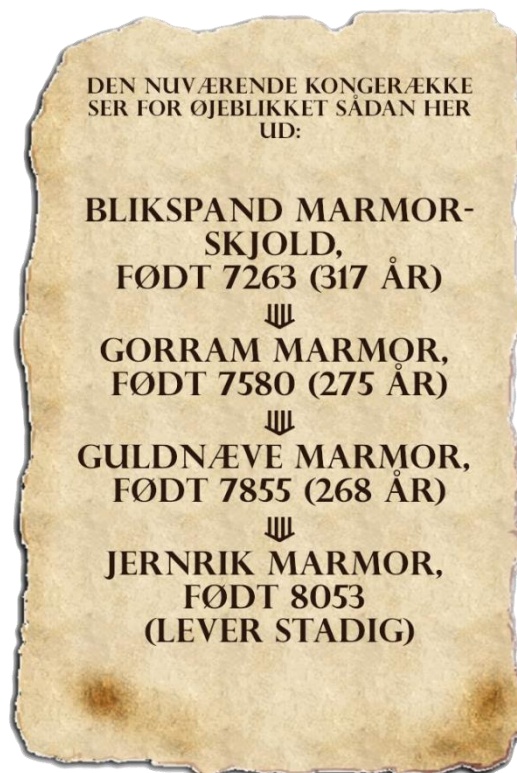 DEN NUVÆRENDE KONGERÆKKE
SER FOR ØJEBLIKKET SÅDAN HER
UD:
BLIKSPAND MARMOR-
SKJOLD,
FØDT 7263 (317 ÅR)
GORRAM MARMOR,
FØDT 7580 (275 ÅR)
GULDNÆVE MARMOR,
FØDT 7855 (268 ÅR)
JERNRIK MARMOR,
FØDT 8053
(LEVER STADIG)